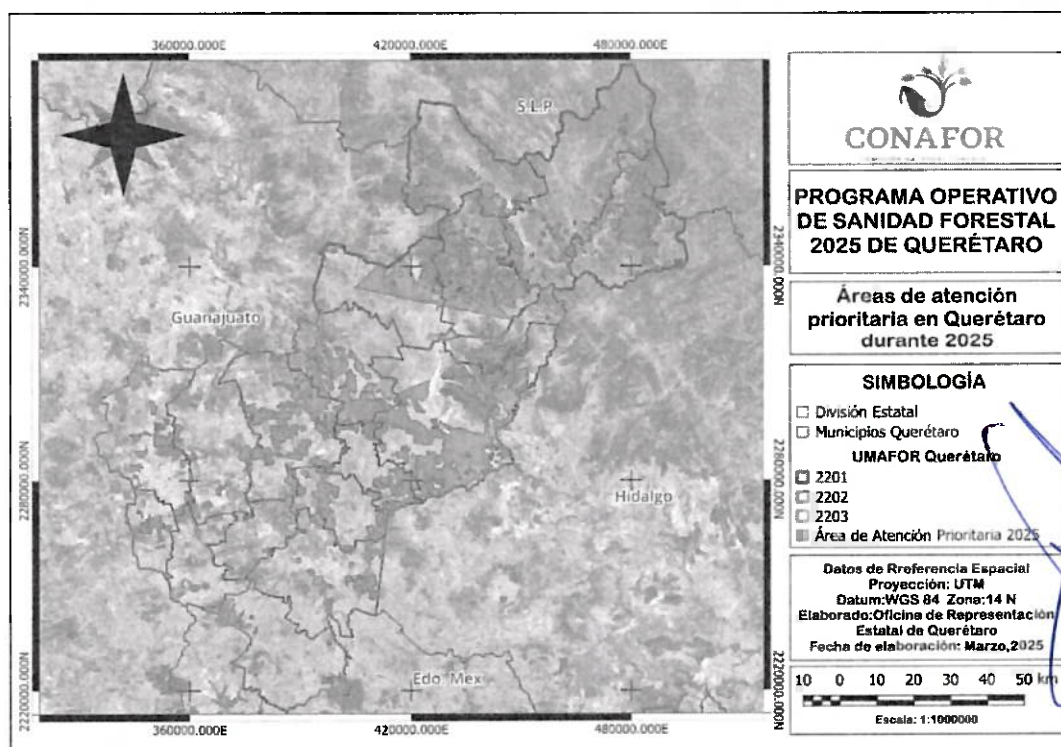 360000.000E
420000.000E
480000.000E
S.L.P.
2340000.000N
2340000.000N
Guanajuato
2280000.000N
2280000.000N
Hidalgo
2220000.000N
2220000.000N
Edo. Mex
360000.000E
420000.000E
480000.000E
CONAFOR
PROGRAMA OPERATIVO
DE SANIDAD FORESTAL
2025 DE QUERÉTARO
Áreas de atención
prioritaria en Querétaro
durante 2025
SIMBOLOGÍA
División Estatal
Municipios Querétaro
UMAFOR Querétaro
2201
2202
2203
Área de Atención Prioritaria 2025
Datos de Rreferencia Espacial
Proyección: UTM
Datum:WGS 84 Zona:14 N
Elaborado:Oficina de Representación
Estatal de Querétaro
Fecha de elaboración: Marzo,2025
10 0 10 20 30 40 50 km
Escala: 1:1000000